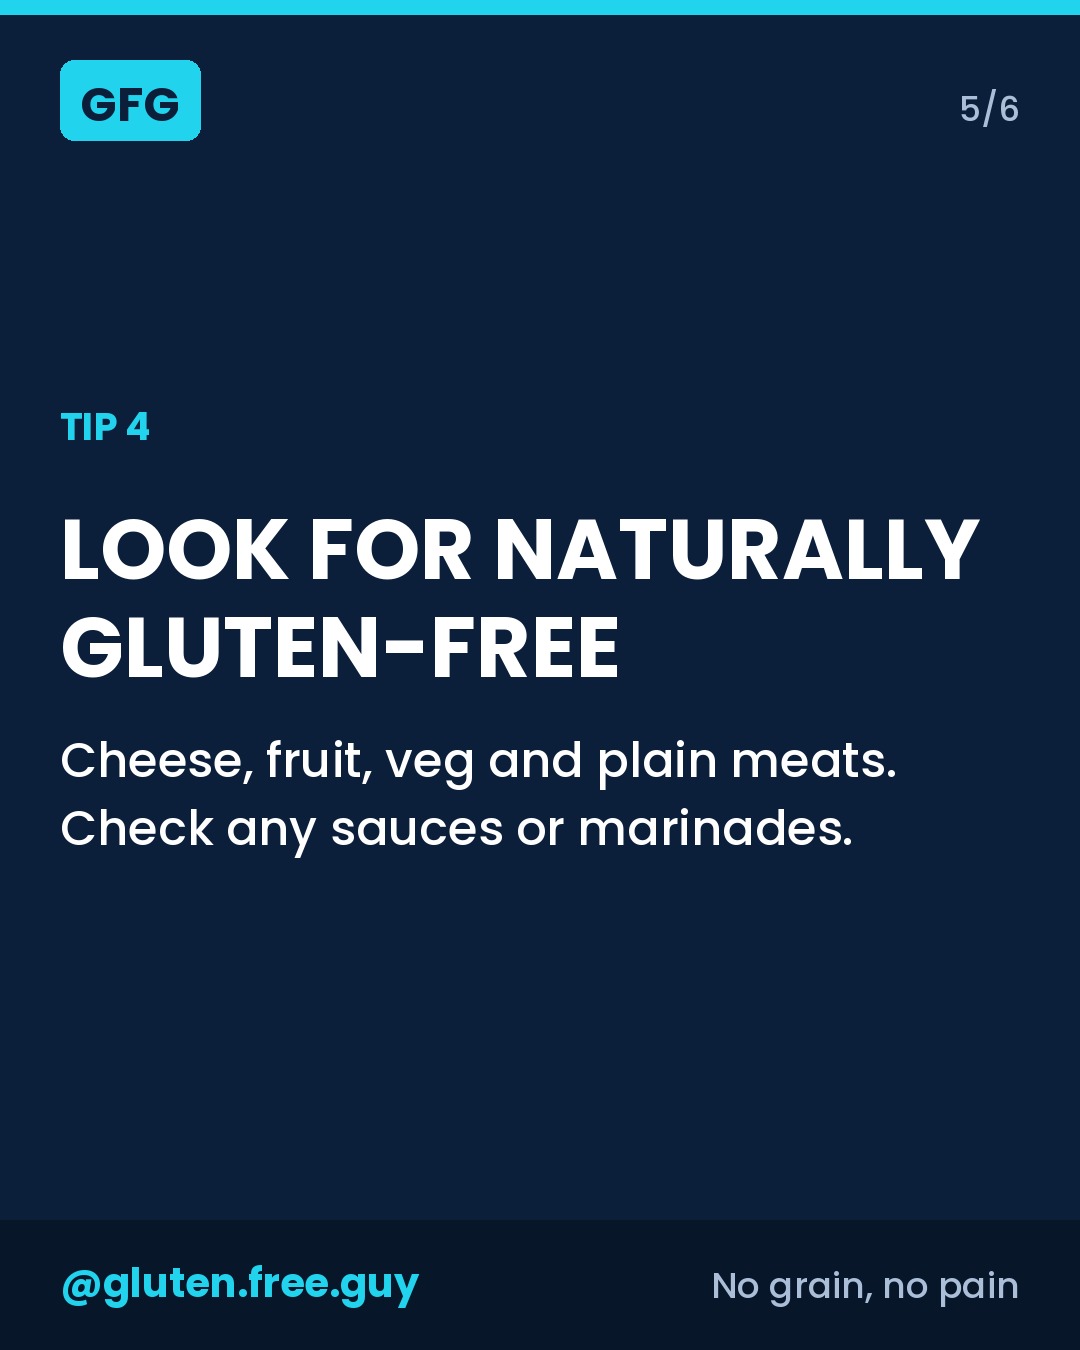 GFG
5/6
TIP 4
LOOK FOR NATURALLY
GLUTEN-FREE
Cheese, fruit, veg and plain meats.
Check any sauces or marinades.
@gluten.free.guy
No grain, no pain